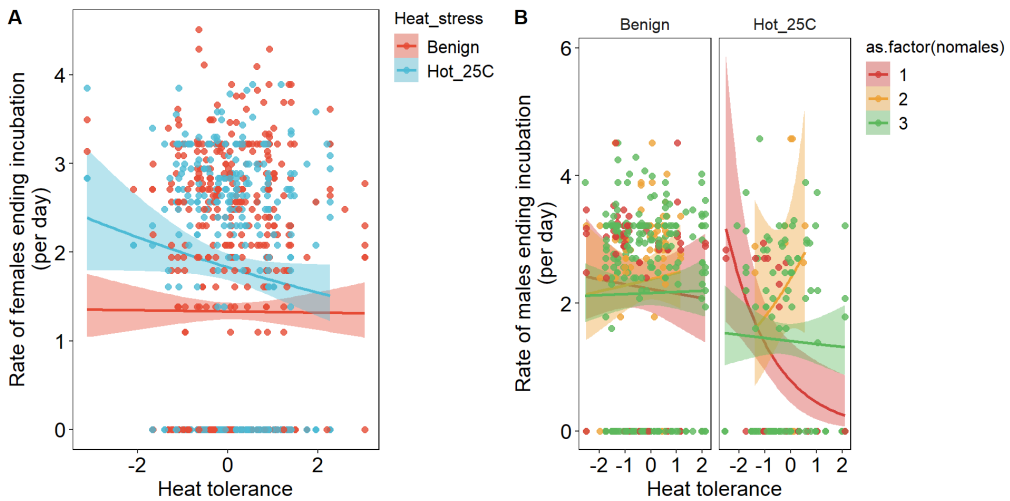 A
Rate of females ending incubation
(per day)
4
3
2
1
0
-2
0
2
Heat tolerance
Heat_stress
Benign
Hot_25C
B
Benign
Hot_25C
Rate of males ending incubation
(per day)
6
4
2
0
-2 -1 0 1 2
-2 -1 0 1 2
Heat tolerance
as.factor(nomales)
1
2
3